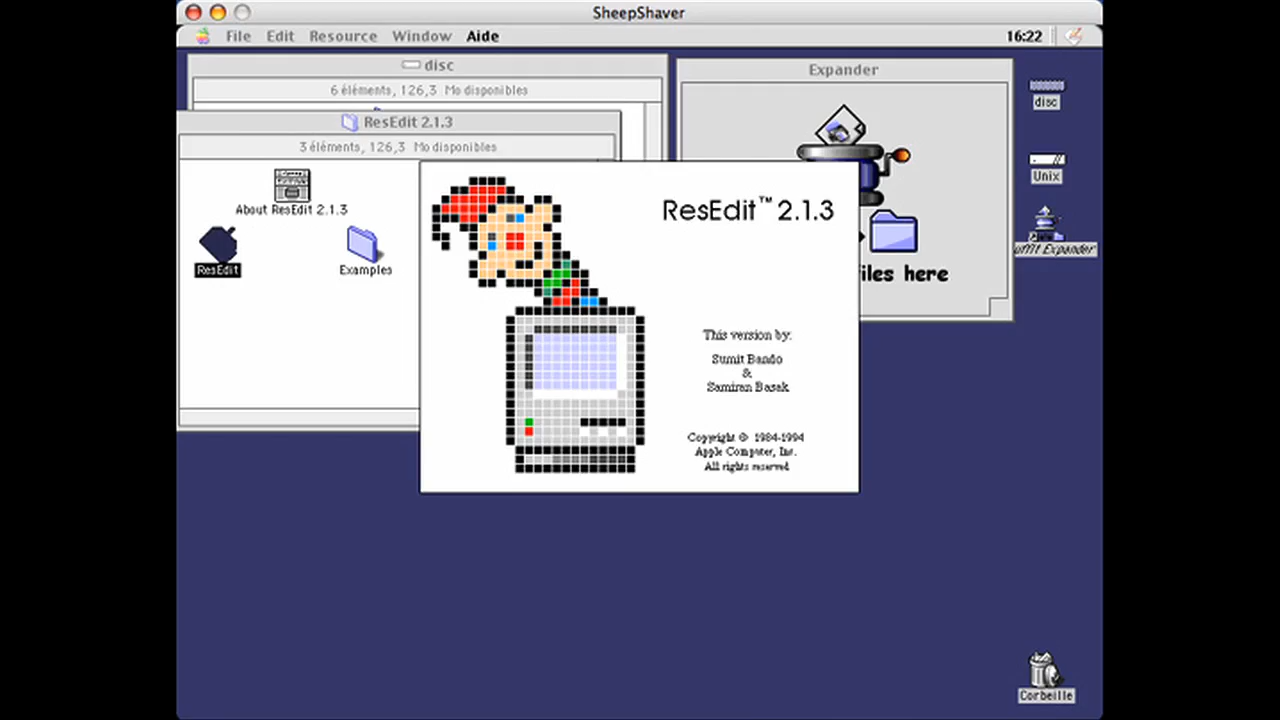 SheepShaver
File Edit Resource Window Aide 16:22
disc
6 éléments, 126,3 Mo disponibles
ResEdit 2.1.3
3 éléments, 126,3 Mo disponibles
About ResEdit 2.1.3
ResEdit
Examples
ResEdit™ 2.1.3
This version by:
Sumit Bando
&
Samiran Basak
Copyright © 1984-1994
Apple Computer, Inc.
All rights reserved
Expander
iles here
disc
Unix
uffIt Expander
Corbeille